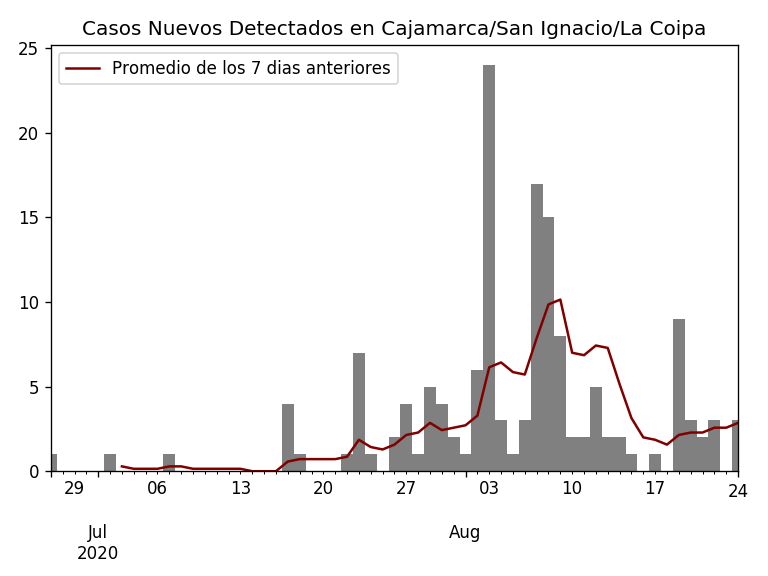 Casos Nuevos Detectados en Cajamarca/San Ignacio/La Coipa
Promedio de los 7 dias anteriores
25
20
15
10
5
0
29 06 13 20 27 03 10 17 24
Jul Aug
2020